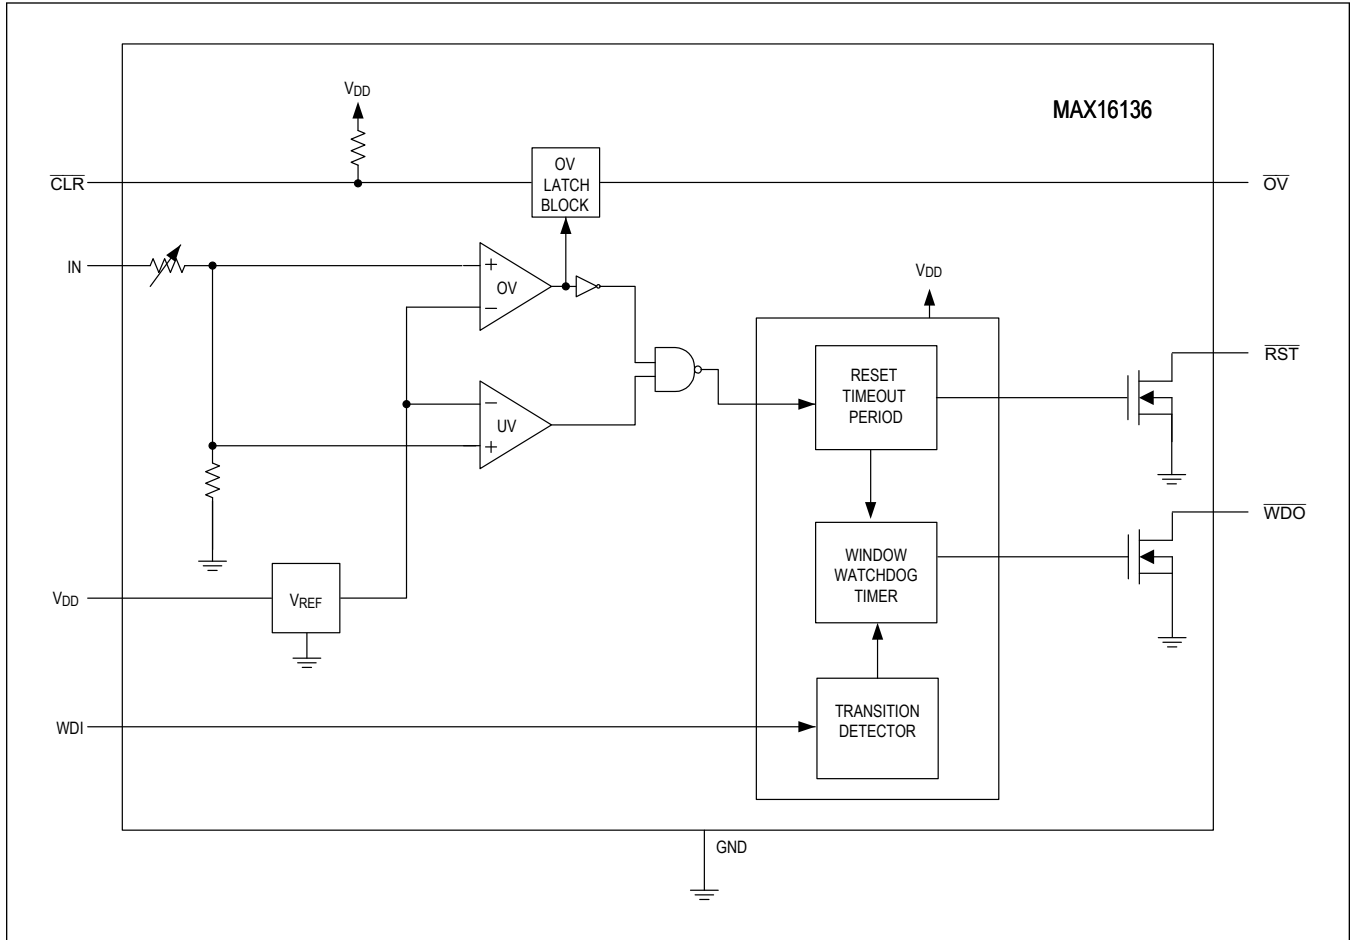 MAX16136
VDD
CLR
OV
LATCH
BLOCK
OV
IN
+
OV
−
VDD
RST
RESET
TIMEOUT
PERIOD
−
UV
+
WDO
WINDOW
WATCHDOG
TIMER
VDD
VREF
TRANSITION
DETECTOR
WDI
GND